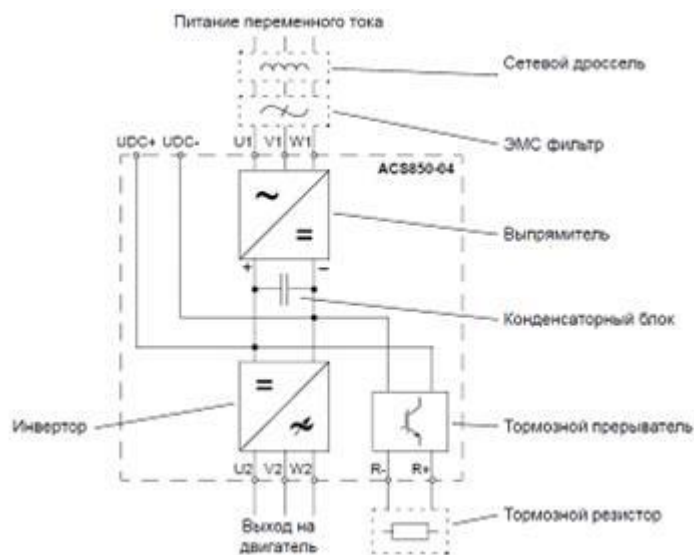 Питание переменного тока
Сетевой дроссель
ЭМС фильтр
UDC+ UDC- U1 V1 W1
ACS850-04
Выпрямитель
+ −
Конденсаторный блок
Инвертор
Тормозной прерыватель
U2 V2 W2 R- R+
Выход на
двигатель
Тормозной резистор